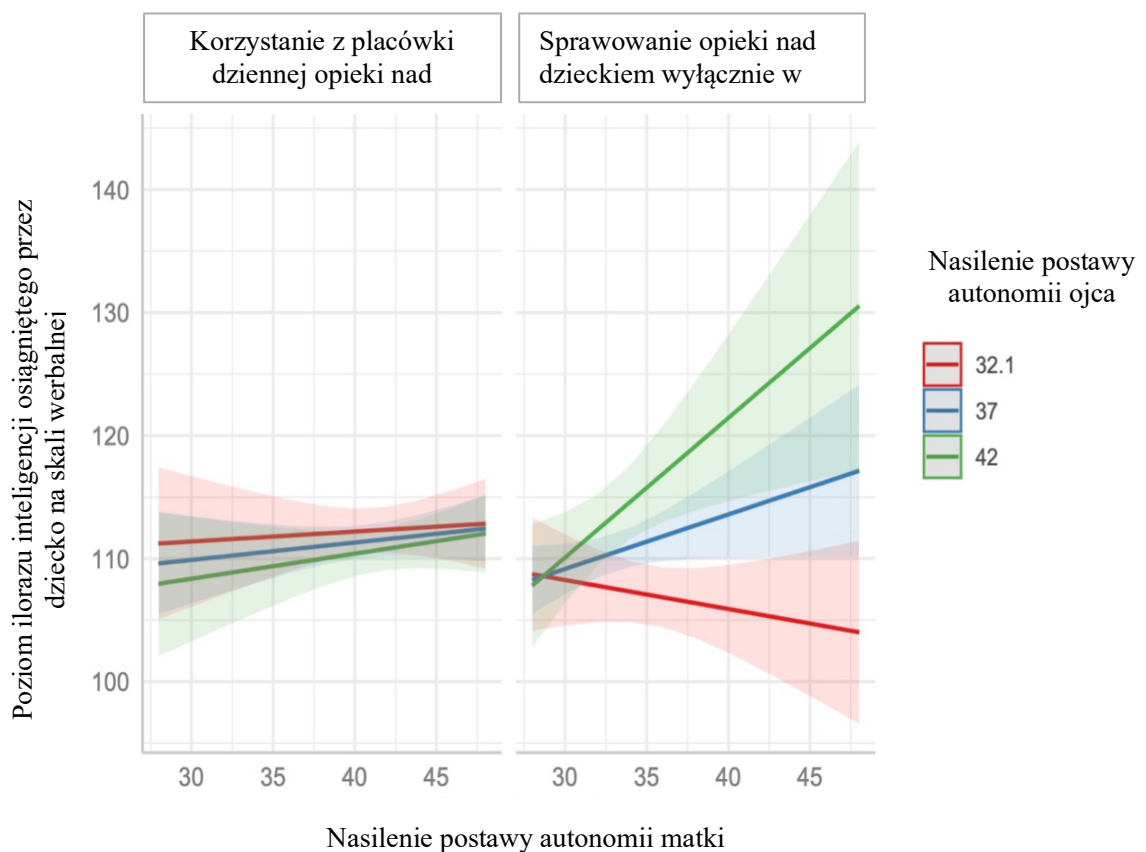 Korzystanie z placówki
dziennej opieki nad
Sprawowanie opieki nad
dzieckiem wyłącznie w
Poziom ilorazu inteligencji osiągniętego przez
dziecko na skali werbalnej
140
130
120
110
100
30 35 40 45
30 35 40 45
Nasilenie postawy autonomii matki
Nasilenie postawy
autonomii ojca
32.1
37
42